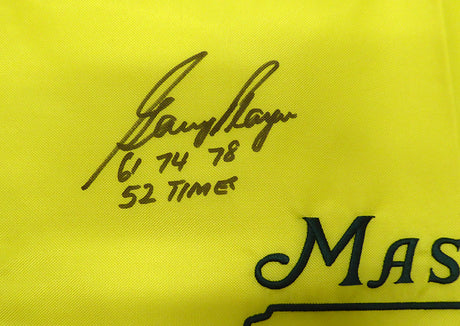 Gary Player
61 74 78
52 TIMES
MAS